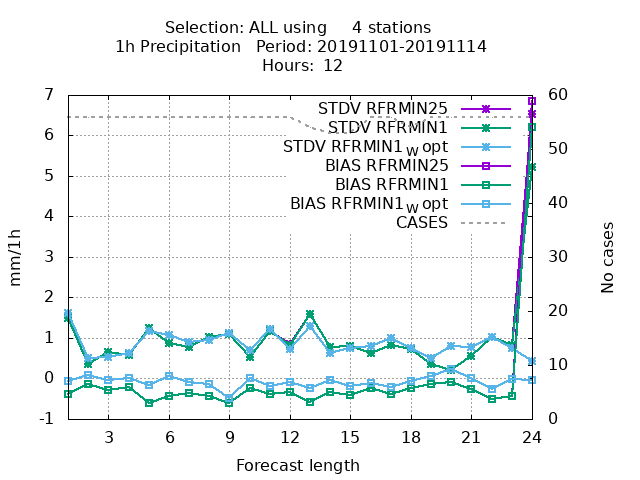 Selection: ALL using     4 stations
1h Precipitation   Period: 20191101-20191114
Hours:  12
7 60
6 50
5 40
4 30
3 20
2 10
1 0
0
-1
STDV RFRMIN25
STDV RFRMIN1
STDV RFRMIN1_W opt
BIAS RFRMIN25
BIAS RFRMIN1
BIAS RFRMIN1_W opt
CASES
mm/1h
No cases
3 6 9 12 15 18 21 24
Forecast length